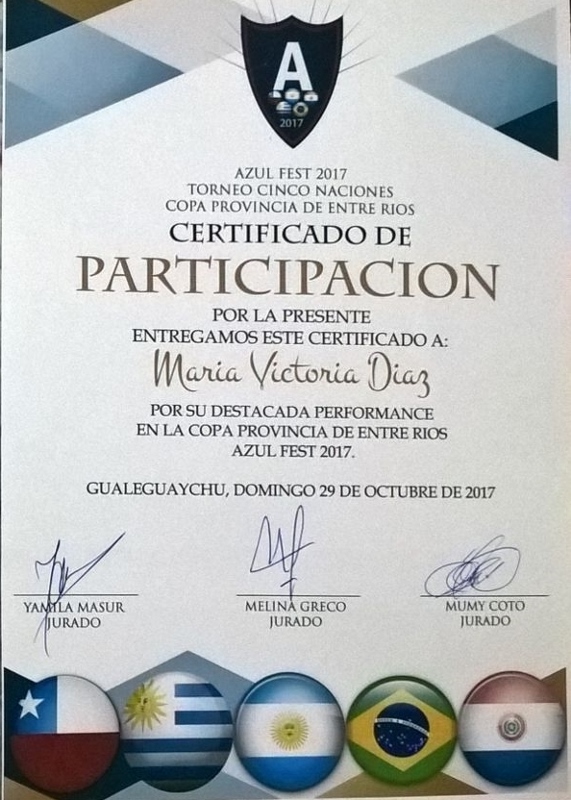 A
2017
AZUL FEST 2017
TORNEO CINCO NACIONES
COPA PROVINCIA DE ENTRE RIOS
CERTIFICADO DE
PARTICIPACION
POR LA PRESENTE
ENTREGAMOS ESTE CERTIFICADO A:
Maria Victoria Diaz
POR SU DESTACADA PERFORMANCE
EN LA COPA PROVINCIA DE ENTRE RIOS
AZUL FEST 2017.
GUALEGUAYCHU, DOMINGO 29 DE OCTUBRE DE 2017
YAMILA MASUR MELINA GRECO MUMY COTO
JURADO JURADO JURADO